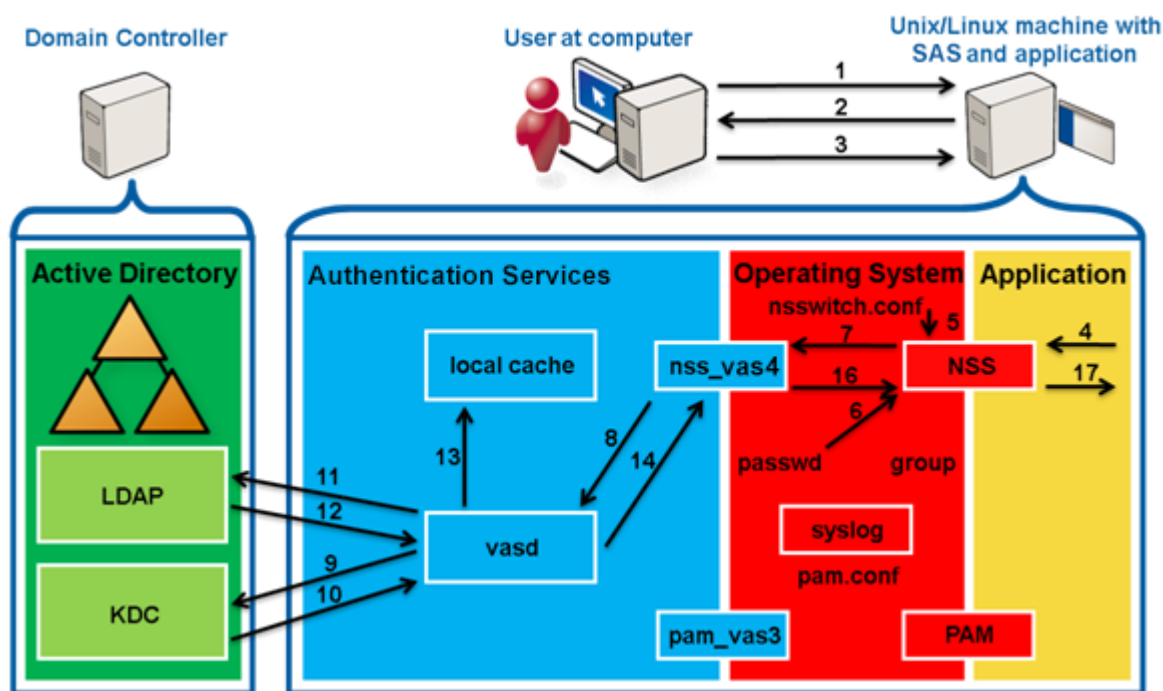 Domain Controller
User at computer
Unix/Linux machine with
SAS and application
1
2
3
Active Directory
Authentication Services
Operating System
Application
nsswitch.conf
5
7
4
local cache
nss_vas4
NSS
16
17
6
8
13
14
passwd
group
11
LDAP
12
vasd
syslog
9
pam.conf
10
KDC
pam_vas3
PAM